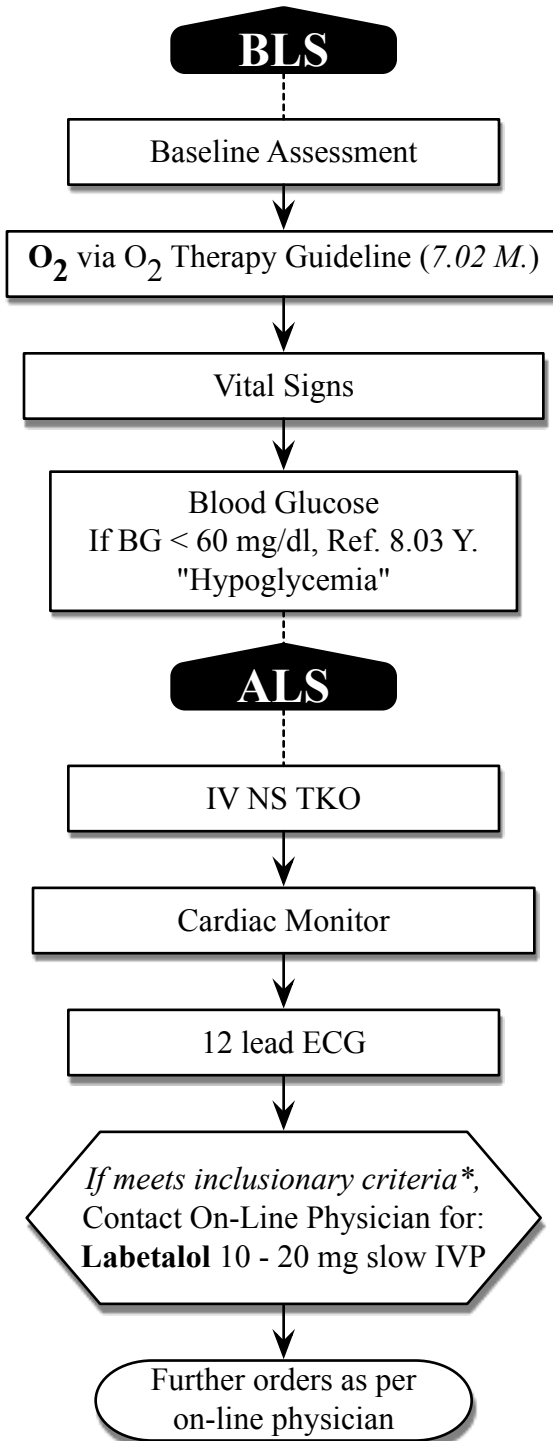 BLS
Baseline Assessment
O2 via O2 Therapy Guideline (7.02 M.)
Vital Signs
Blood Glucose
If BG < 60 mg/dl, Ref. 8.03 Y.
"Hypoglycemia"
ALS
IV NS TKO
Cardiac Monitor
12 lead ECG
If meets inclusionary criteria*,
Contact On-Line Physician for:
Labetalol 10 - 20 mg slow IVP
Further orders as per
on-line physician